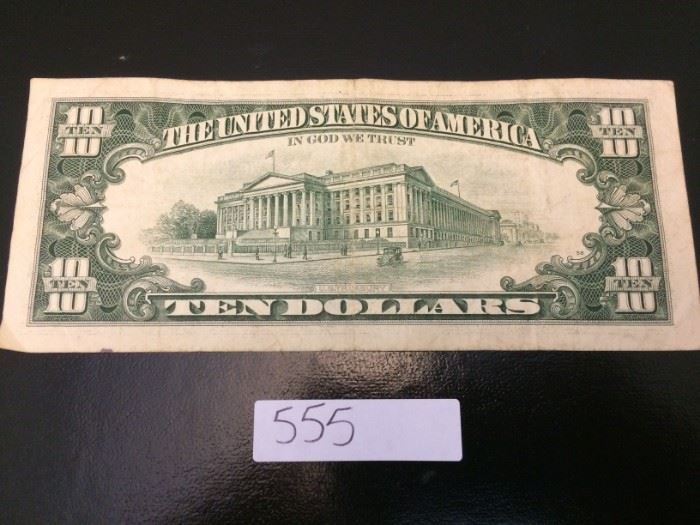 10 10
TEN TEN
THE UNITED STATES OF AMERICA
IN GOD WE TRUST
10 10
TEN TEN
U.S. TREASURY
TEN DOLLARS
555